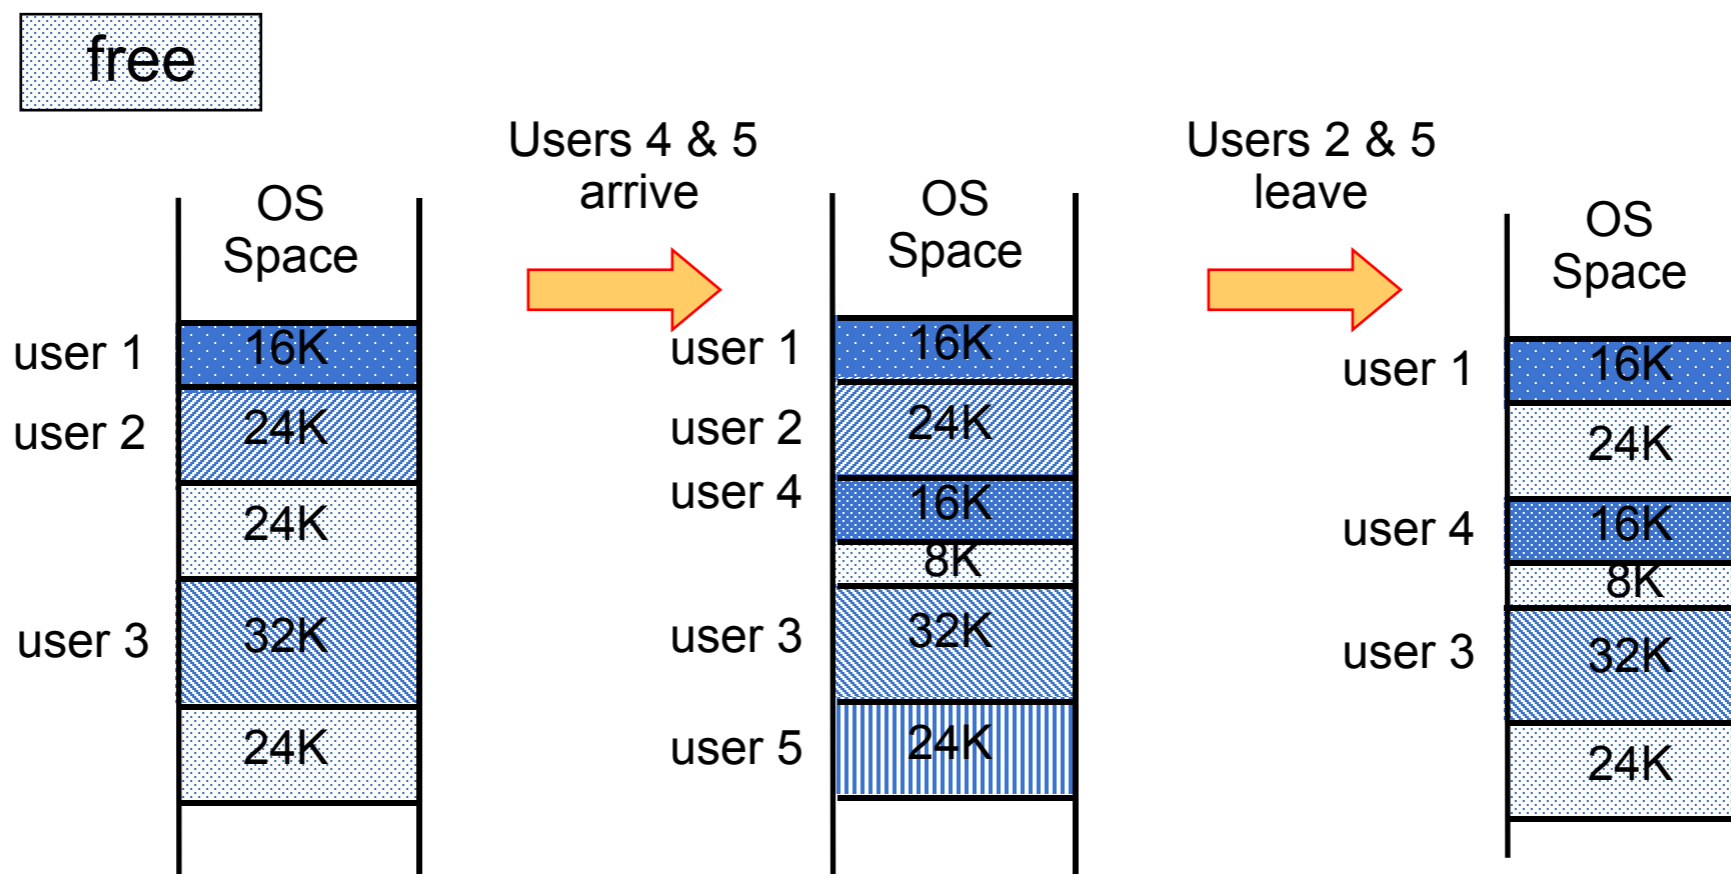 free
OS
Space
user 1
16K
user 2
24K
24K
user 3
32K
24K
Users 4 & 5
arrive
OS
Space
user 1
16K
user 2
24K
user 4
16K
8K
user 3
32K
user 5
24K
Users 2 & 5
leave
OS
Space
user 1
16K
24K
user 4
16K
8K
user 3
32K
24K